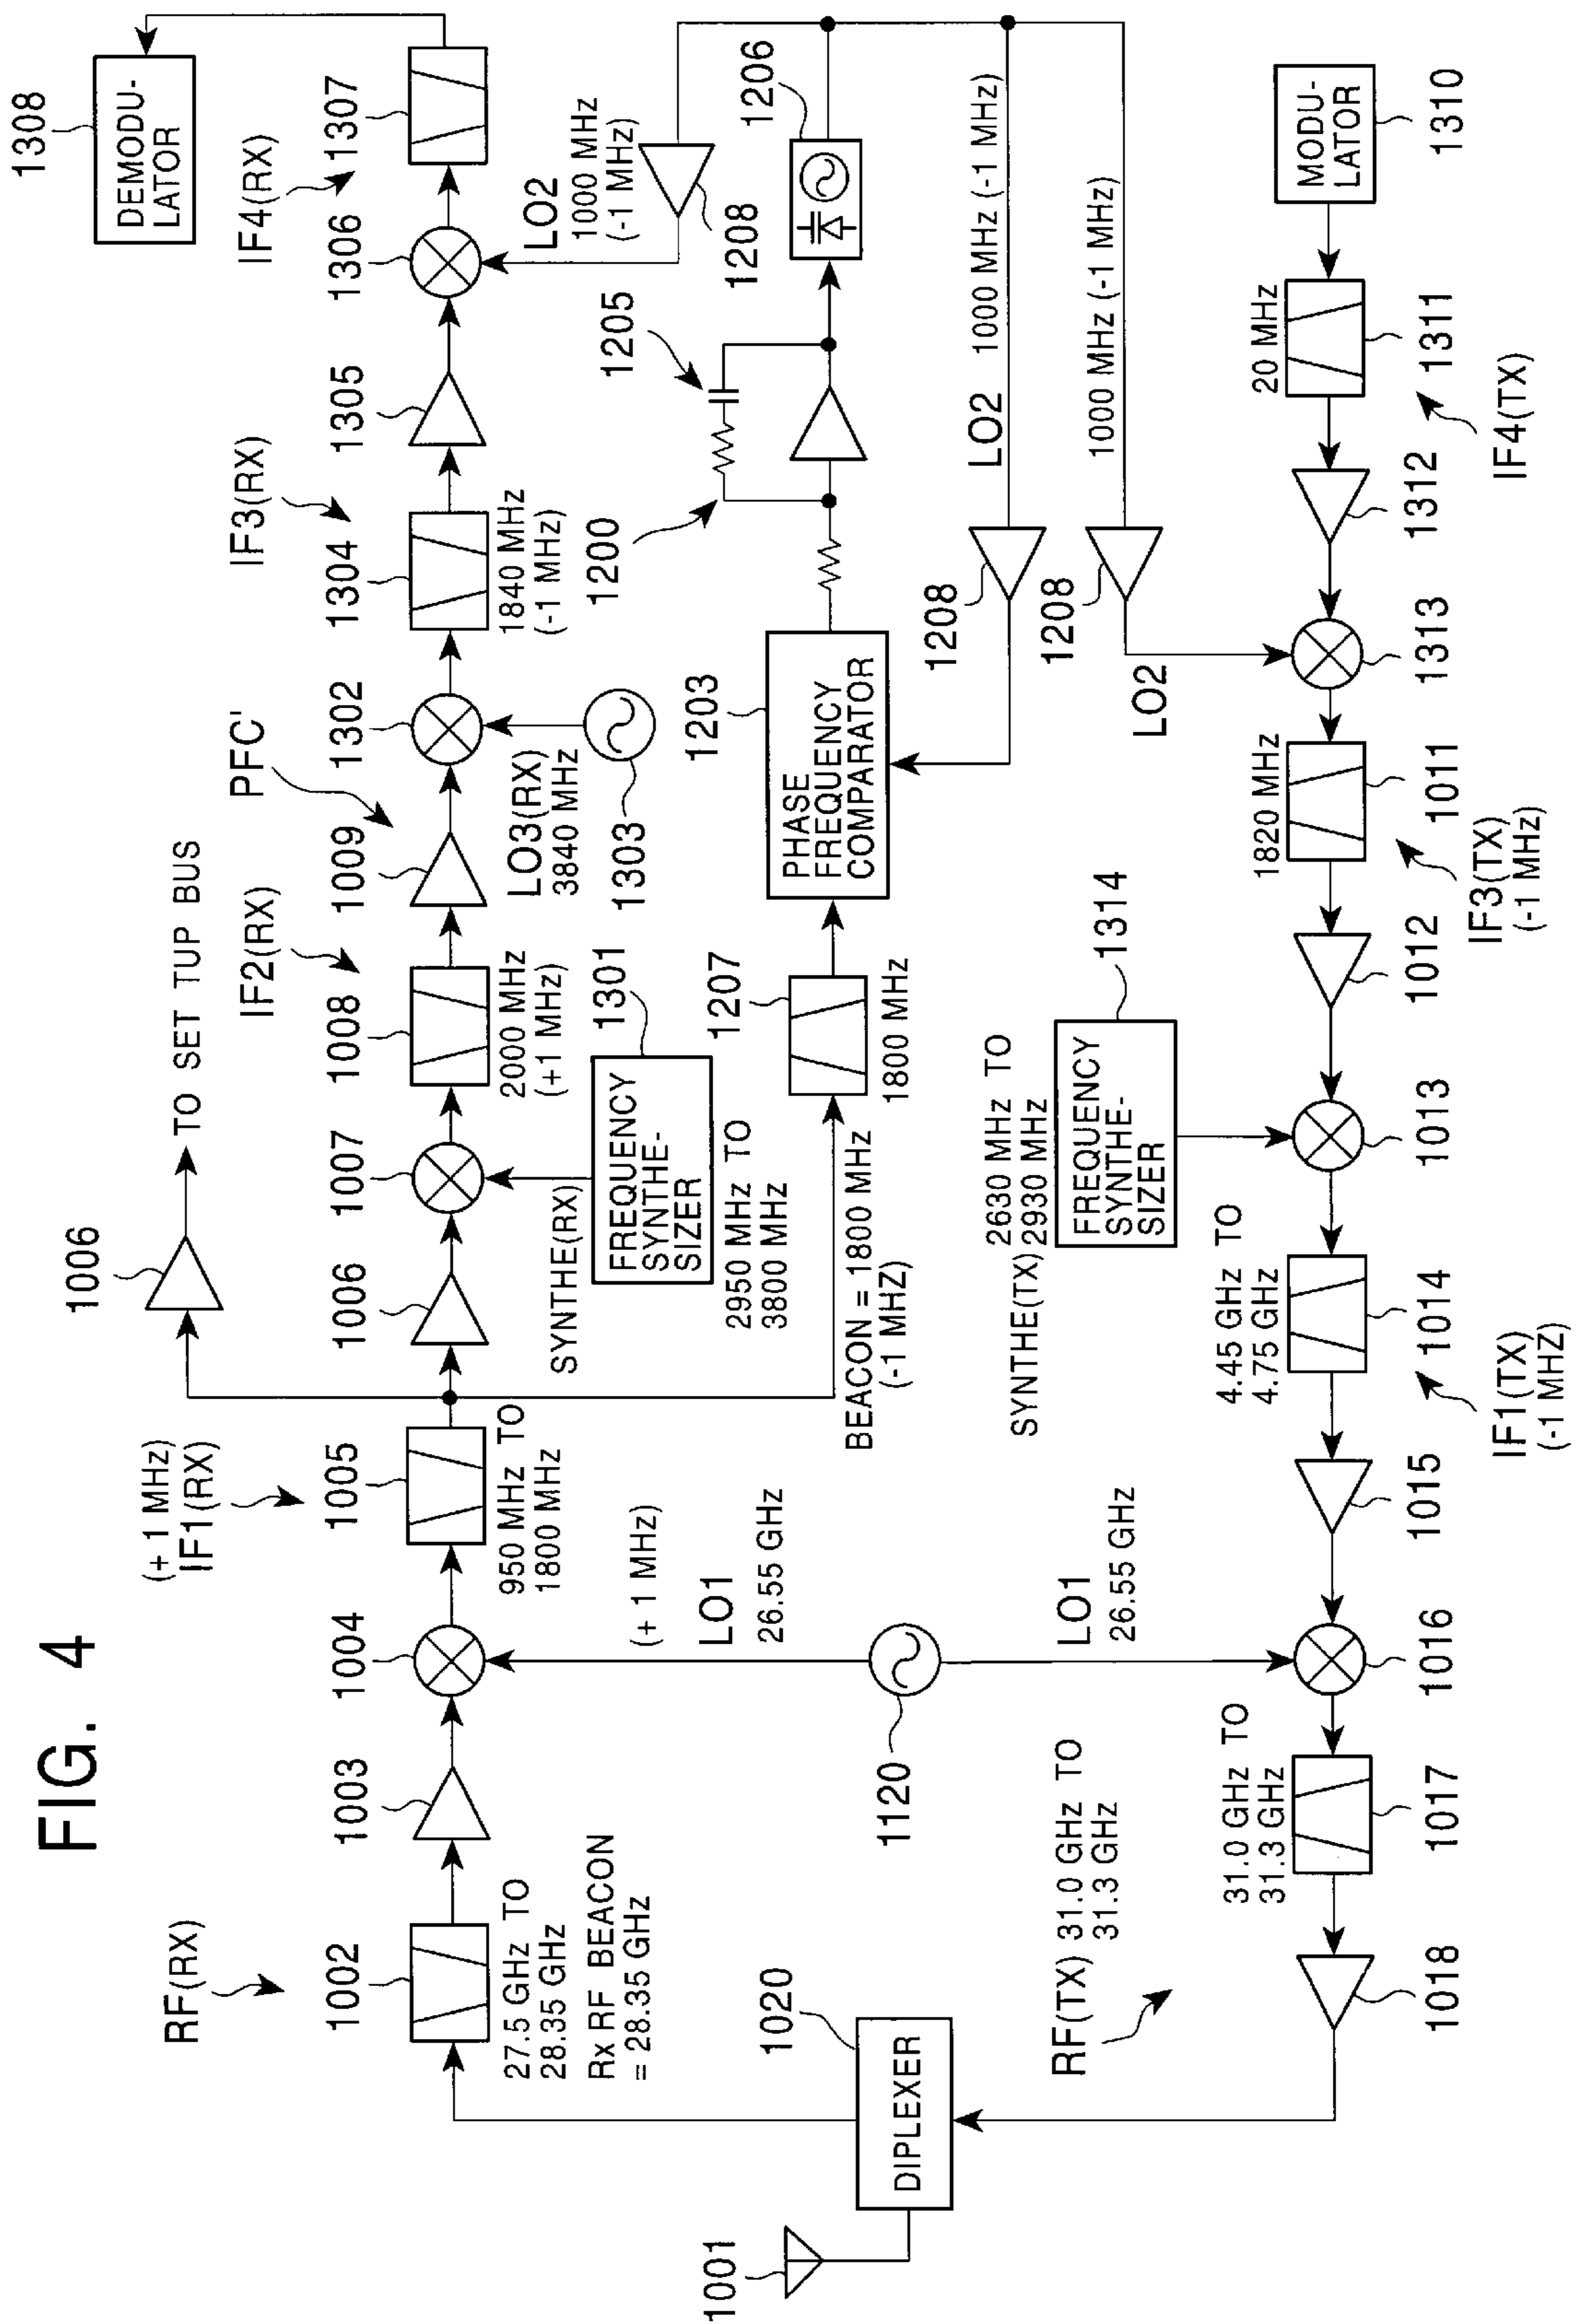 FIG. 4
RF(RX)
1002
27.5 GHz TO
28.35 GHz
Rx RF BEACON
= 28.35 GHz
1003
1004
(+ 1 MHz)
IF1(RX)
1005
950 MHz TO
1800 MHz
1006
TO SET TUP BUS
1006
1007
SYNTHE(RX)
FREQUENCY
SYNTHE-
SIZER
1301
2950 MHz TO
3800 MHz
IF2(RX)
1008
2000 MHz
(+1 MHz)
1009
PFC'
1302
LO3(RX)
3840 MHz
1303
IF3(RX)
1304
1840 MHz
(-1 MHz)
1305
1306
IF4(RX)
1307
1308
DEMODU-
LATOR
LO2
1000 MHz
(-1 MHz)
1208
1206
1205
1200
1203
PHASE
FREQUENCY
COMPARATOR
1207
1800 MHz
BEACON = 1800 MHz
(-1 MHZ)
LO2
1000 MHz (-1 MHz)
1208
1000 MHz (-1 MHz)
1208
LO2
(+ 1 MHz)
LO1
26.55 GHz
1120
LO1
26.55 GHz
1001
DIPLEXER
1020
MODU-
LATOR
1310
20 MHz
1311
IF4(TX)
1312
1313
1820 MHz
1011
IF3(TX)
(-1 MHz)
1012
1314
FREQUENCY
SYNTHE-
SIZER
SYNTHE(TX)
2630 MHz TO
2930 MHz
1013
4.45 GHz TO
4.75 GHz
1014
IF1(TX)
(-1 MHZ)
1015
1016
31.0 GHz TO
31.3 GHz
1017
1018
RF(TX)
31.0 GHz TO
31.3 GHz